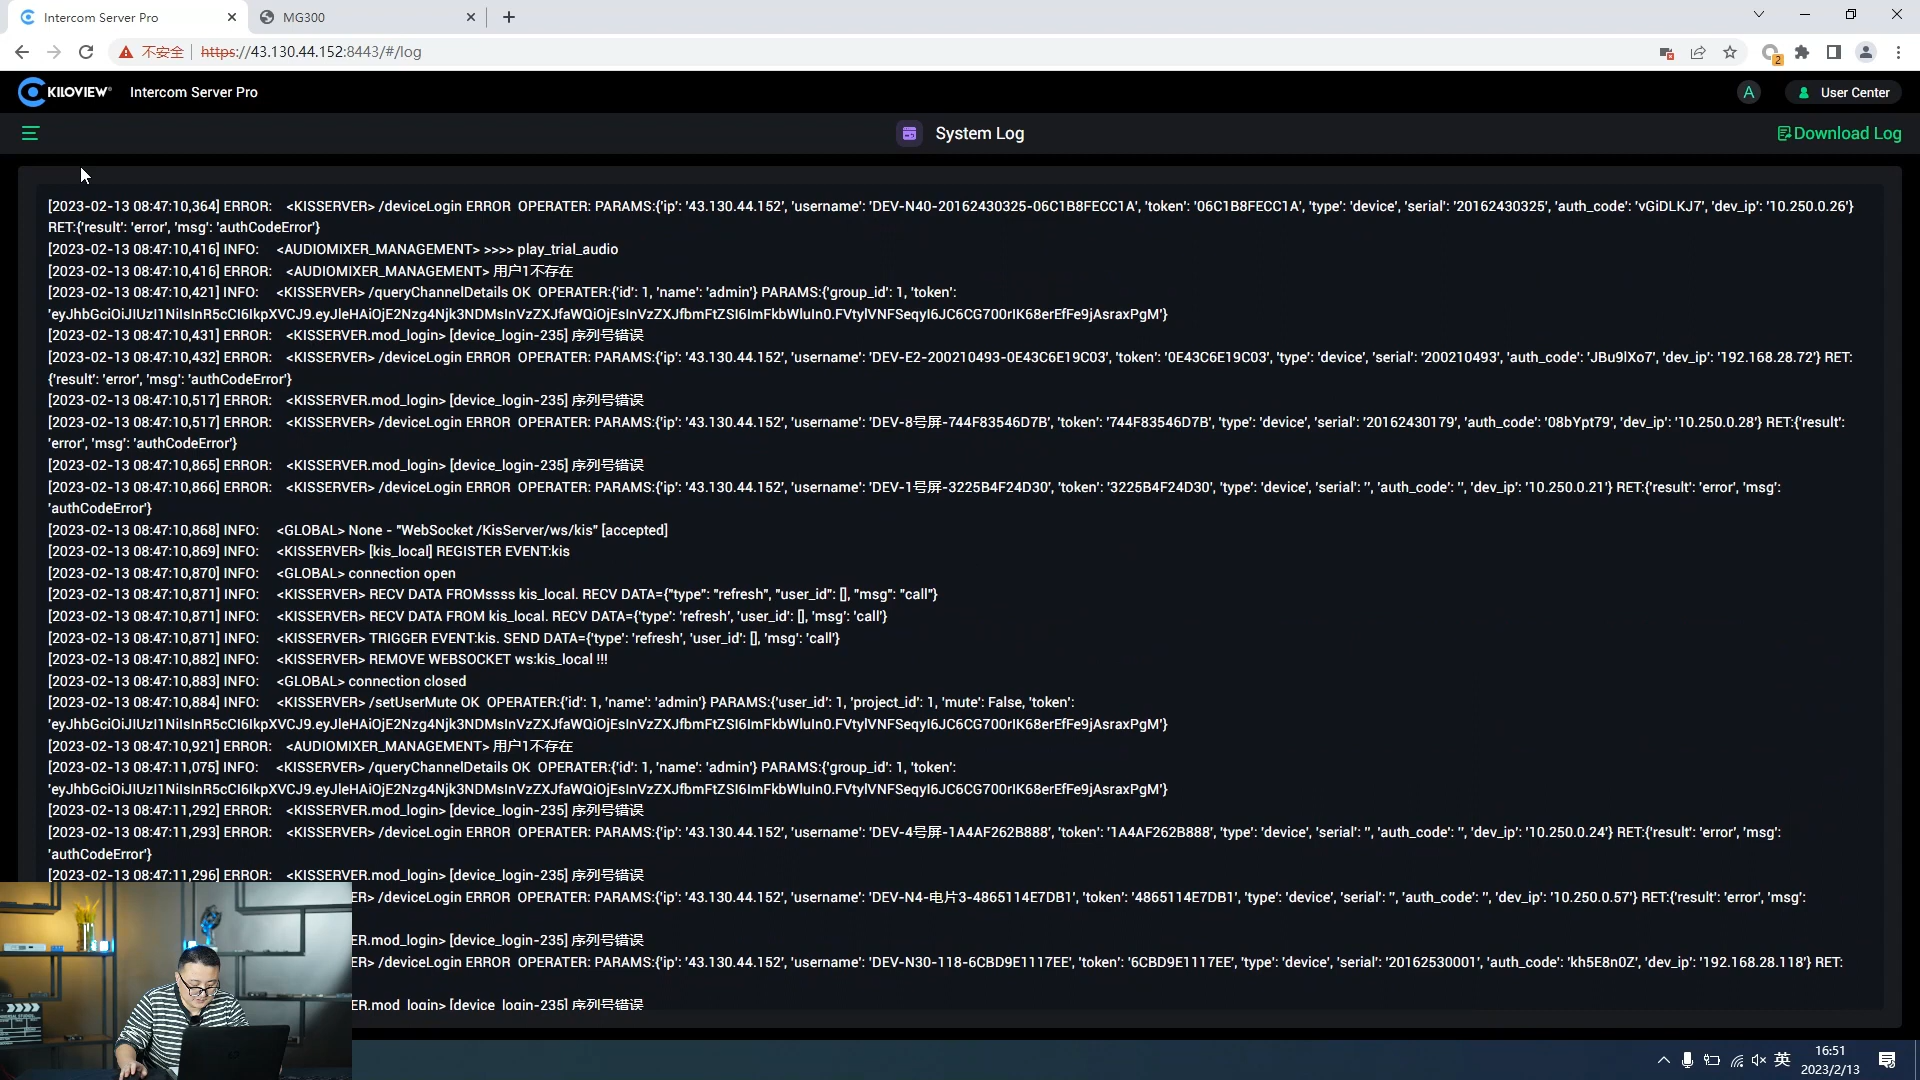 Intercom Server Pro
MG300
不安全
https://43.130.44.152:8443/#/log
2
KILOVIEW
Intercom Server Pro
A
User Center
System Log
Download Log
[2023-02-13 08:47:10,364] ERROR: <KISSERVER> /deviceLogin ERROR OPERATER: PARAMS:{'ip': '43.130.44.152', 'username': 'DEV-N40-20162430325-06C1B8FECC1A', 'token': '06C1B8FECC1A', 'type': 'device', 'serial': '20162430325', 'auth_code': 'vGiDLKJ7', 'dev_ip': '10.250.0.26'}
RET:{'result': 'error', 'msg': 'authCodeError'}
[2023-02-13 08:47:10,416] INFO: <AUDIOMIXER_MANAGEMENT> >>>> play_trial_audio
[2023-02-13 08:47:10,416] ERROR: <AUDIOMIXER_MANAGEMENT> 用户1不存在
[2023-02-13 08:47:10,421] INFO: <KISSERVER> /queryChannelDetails OK OPERATER:{'id': 1, 'name': 'admin'} PARAMS:{'group_id': 1, 'token':
[2023-02-13 08:47:10,431] ERROR: <KISSERVER.mod_login> [device_login-235] 序列号错误
[2023-02-13 08:47:10,432] ERROR: <KISSERVER> /deviceLogin ERROR OPERATER: PARAMS:{'ip': '43.130.44.152', 'username': 'DEV-E2-200210493-0E43C6E19C03', 'token': '0E43C6E19C03', 'type': 'device', 'serial': '200210493', 'auth_code': 'JBu9lXo7', 'dev_ip': '192.168.28.72'} RET:
{'result': 'error', 'msg': 'authCodeError'}
[2023-02-13 08:47:10,517] ERROR: <KISSERVER.mod_login> [device_login-235] 序列号错误
[2023-02-13 08:47:10,517] ERROR: <KISSERVER> /deviceLogin ERROR OPERATER: PARAMS:{'ip': '43.130.44.152', 'username': 'DEV-8号屏-744F83546D7B', 'token': '744F83546D7B', 'type': 'device', 'serial': '20162430179', 'auth_code': '08bYpt79', 'dev_ip': '10.250.0.28'} RET:{'result':
'error', 'msg': 'authCodeError'}
[2023-02-13 08:47:10,865] ERROR: <KISSERVER.mod_login> [device_login-235] 序列号错误
[2023-02-13 08:47:10,866] ERROR: <KISSERVER> /deviceLogin ERROR OPERATER: PARAMS:{'ip': '43.130.44.152', 'username': 'DEV-1号屏-3225B4F24D30', 'token': '3225B4F24D30', 'type': 'device', 'serial': '', 'auth_code': '', 'dev_ip': '10.250.0.21'} RET:{'result': 'error', 'msg':
'authCodeError'}
[2023-02-13 08:47:10,868] INFO: <GLOBAL> None - "WebSocket /KisServer/ws/kis" [accepted]
[2023-02-13 08:47:10,869] INFO: <KISSERVER> [kis_local] REGISTER EVENT:kis
[2023-02-13 08:47:10,870] INFO: <GLOBAL> connection open
[2023-02-13 08:47:10,871] INFO: <KISSERVER> RECV DATA FROMssss kis_local. RECV DATA={"type": "refresh", "user_id": [], "msg": "call"}
[2023-02-13 08:47:10,871] INFO: <KISSERVER> RECV DATA FROM kis_local. RECV DATA={'type': 'refresh', 'user_id': [], 'msg': 'call'}
[2023-02-13 08:47:10,871] INFO: <KISSERVER> TRIGGER EVENT:kis. SEND DATA={'type': 'refresh', 'user_id': [], 'msg': 'call'}
[2023-02-13 08:47:10,882] INFO: <KISSERVER> REMOVE WEBSOCKET ws:kis_local !!!
[2023-02-13 08:47:10,883] INFO: <GLOBAL> connection closed
[2023-02-13 08:47:10,884] INFO: <KISSERVER> /setUserMute OK OPERATER:{'id': 1, 'name': 'admin'} PARAMS:{'user_id': 1, 'project_id': 1, 'mute': False, 'token':
[2023-02-13 08:47:10,921] ERROR: <AUDIOMIXER_MANAGEMENT> 用户1不存在
[2023-02-13 08:47:11,075] INFO: <KISSERVER> /queryChannelDetails OK OPERATER:{'id': 1, 'name': 'admin'} PARAMS:{'group_id': 1, 'token':
[2023-02-13 08:47:11,292] ERROR: <KISSERVER.mod_login> [device_login-235] 序列号错误
[2023-02-13 08:47:11,293] ERROR: <KISSERVER> /deviceLogin ERROR OPERATER: PARAMS:{'ip': '43.130.44.152', 'username': 'DEV-4号屏-1A4AF262B888', 'token': '1A4AF262B888', 'type': 'device', 'serial': '', 'auth_code': '', 'dev_ip': '10.250.0.24'} RET:{'result': 'error', 'msg':
'authCodeError'}
[2023-02-13 08:47:11,296] ERROR: <KISSERVER.mod_login> [device_login-235] 序列号错误
ER> /deviceLogin ERROR OPERATER: PARAMS:{'ip': '43.130.44.152', 'username': 'DEV-N4-电片3-4865114E7DB1', 'token': '4865114E7DB1', 'type': 'device', 'serial': '', 'auth_code': '', 'dev_ip': '10.250.0.57'} RET:{'result': 'error', 'msg':
ER.mod_login> [device_login-235] 序列号错误
ER> /deviceLogin ERROR OPERATER: PARAMS:{'ip': '43.130.44.152', 'username': 'DEV-N30-118-6CBD9E1117EE', 'token': '6CBD9E1117EE', 'type': 'device', 'serial': '20162530001', 'auth_code': 'kh5E8n0Z', 'dev_ip': '192.168.28.118'} RET:
ER.mod_login> [device_login-235] 序列号错误
英
16:51
2023/2/13